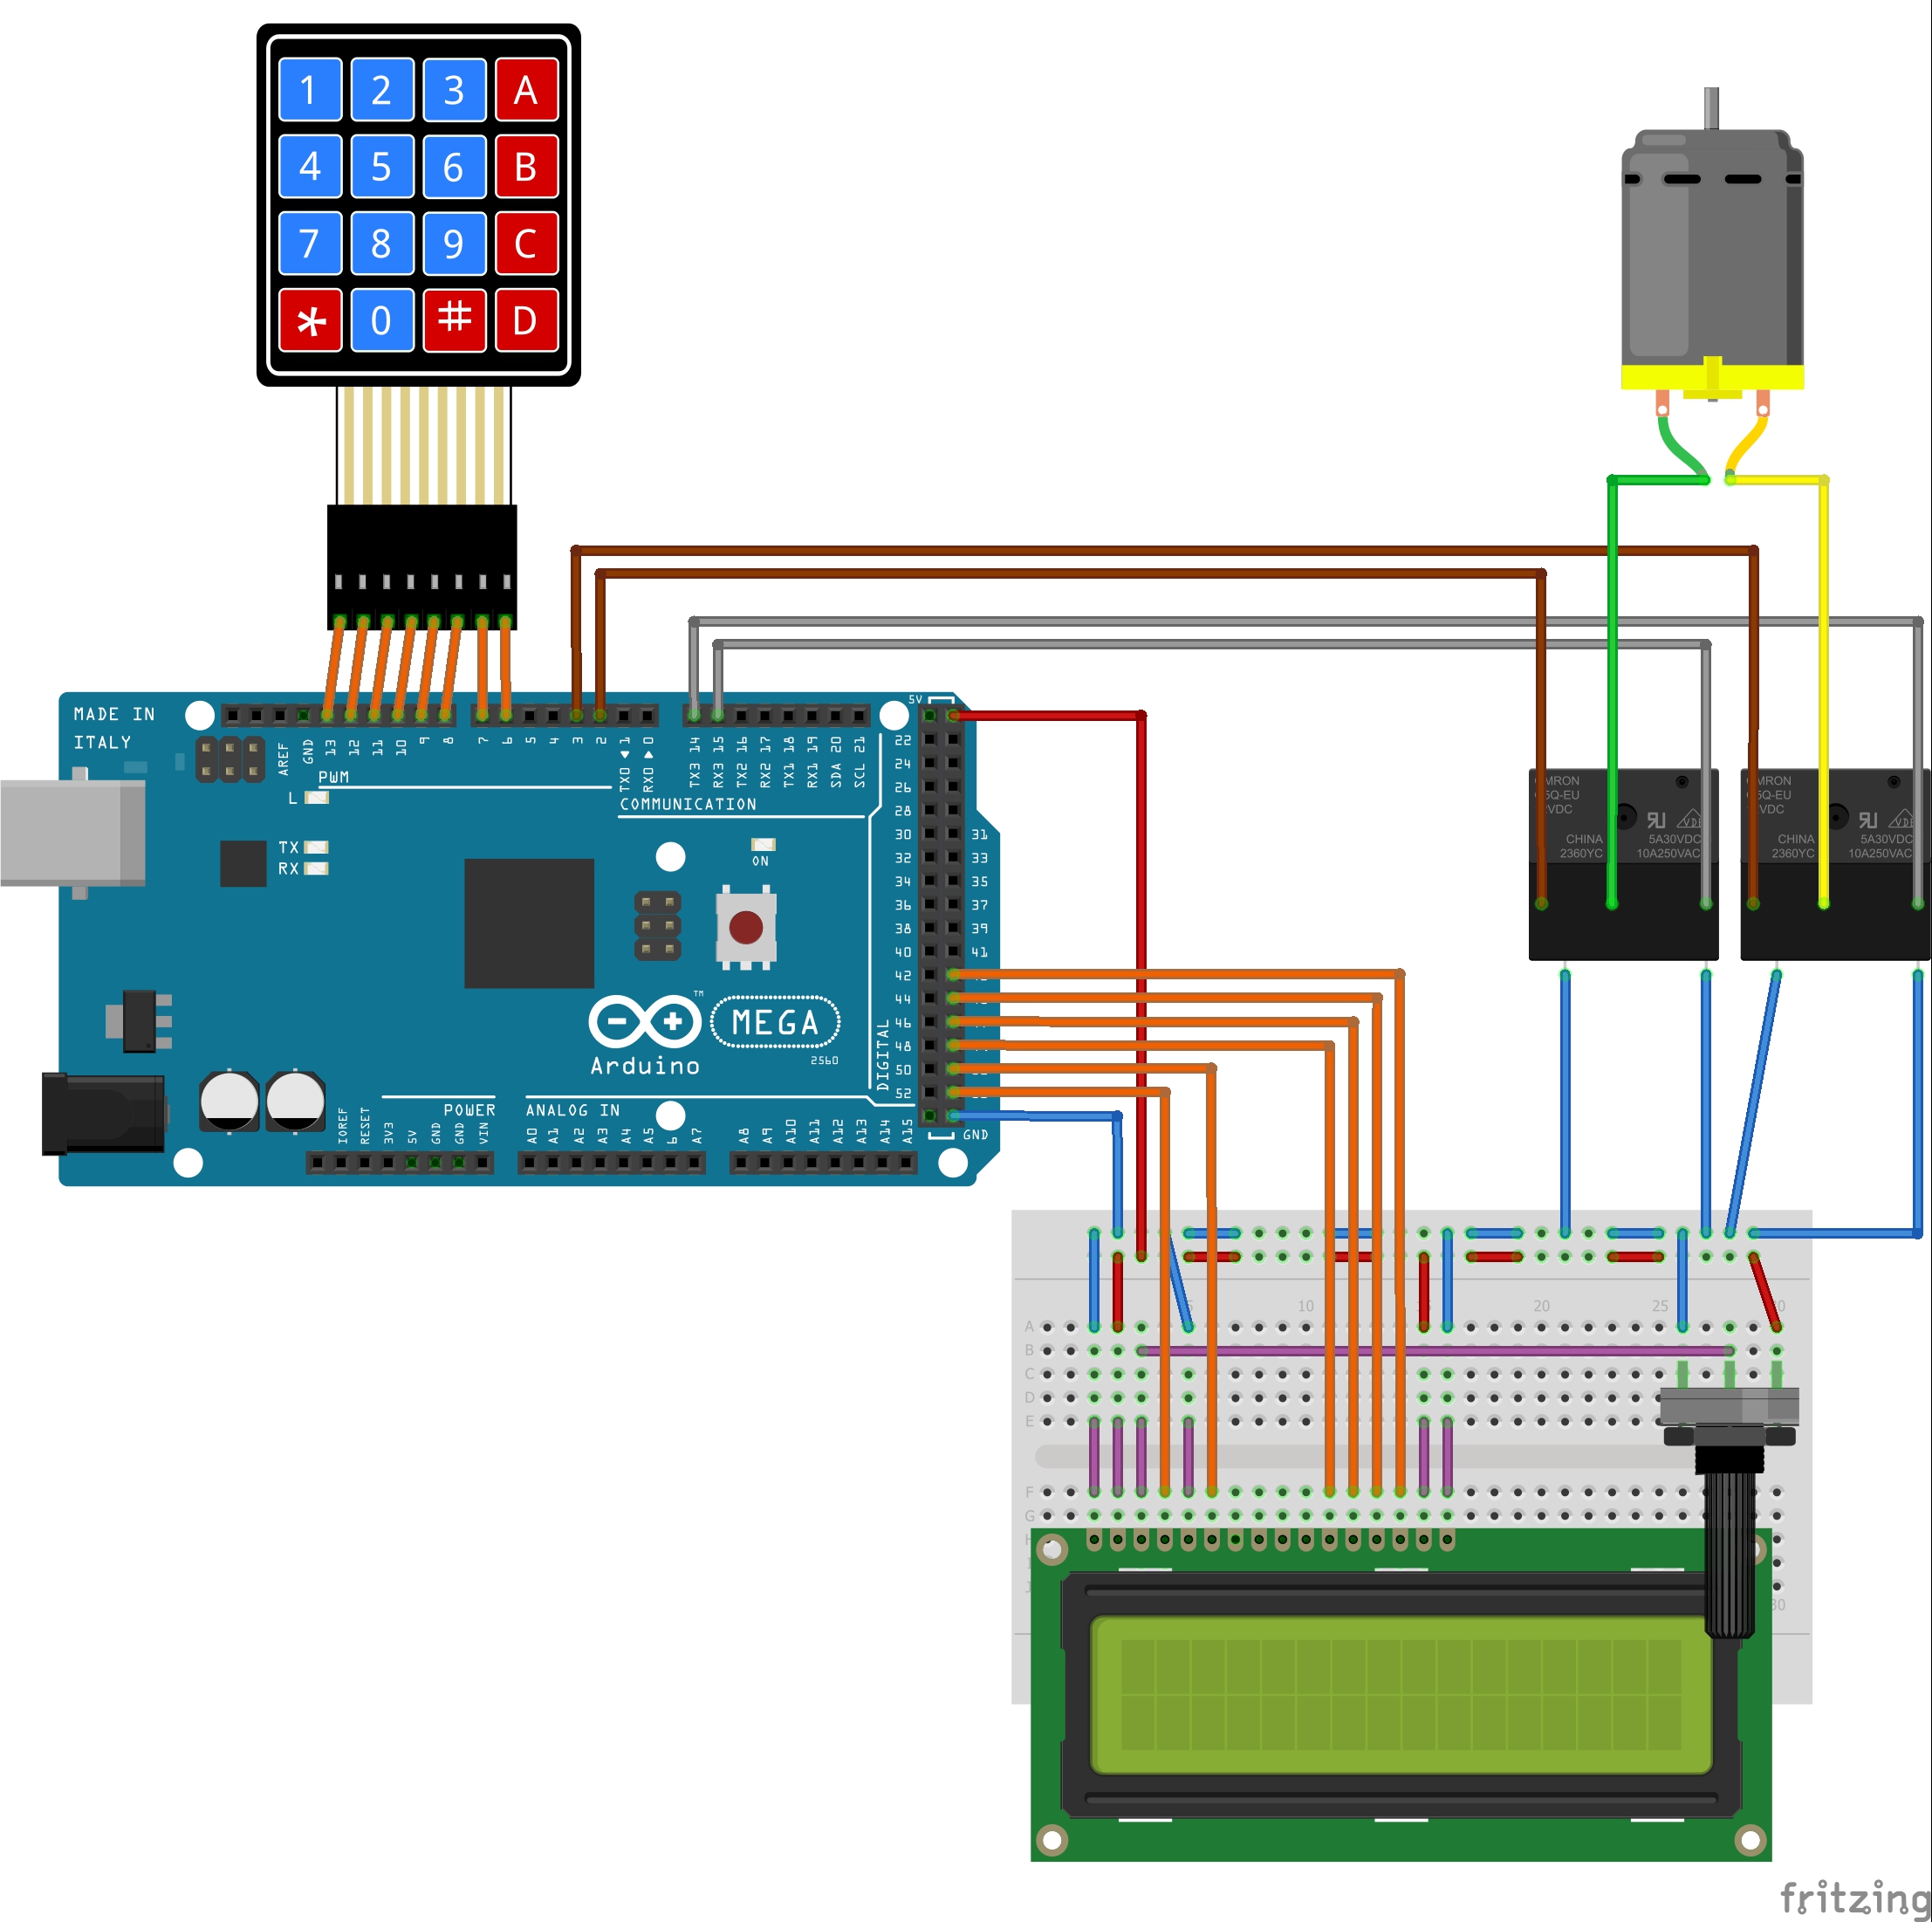 1 2 3 A
4 5 6 B
7 8 9 C
* 0 # D
MADE IN
ITALY
AREF
GND
13
12
11
10
9
8
7
6
5
4
3
2
TX0 1
RX0 0
TX3 14
RX3 15
TX2 16
RX2 17
TX1 18
RX1 19
SDA 20
SCL 21
5V
PWM
L
COMMUNICATION
TX
RX
ON
22
24
26
28
30 31
32 33
34 35
36 37
38 39
40 41
42
44
46
48
50
52
DIGITAL
GND
MEGA
TM
Arduino
2560
POWER
ANALOG IN
IOREF
RESET
3V3
5V
GND
GND
VIN
A0
A1
A2
A3
A4
A5
6
A7
A8
A9
A10
A11
A12
A13
A14
A15
MRON
5Q-EU
VDC
VDE
CHINA 5A30VDC
2360YC 10A250VAC
MRON
5Q-EU
VDC
VDE
CHINA 5A30VDC
2360YC 10A250VAC
5 10 20 25
A
B
C
D
E
F
G
30
fritzing